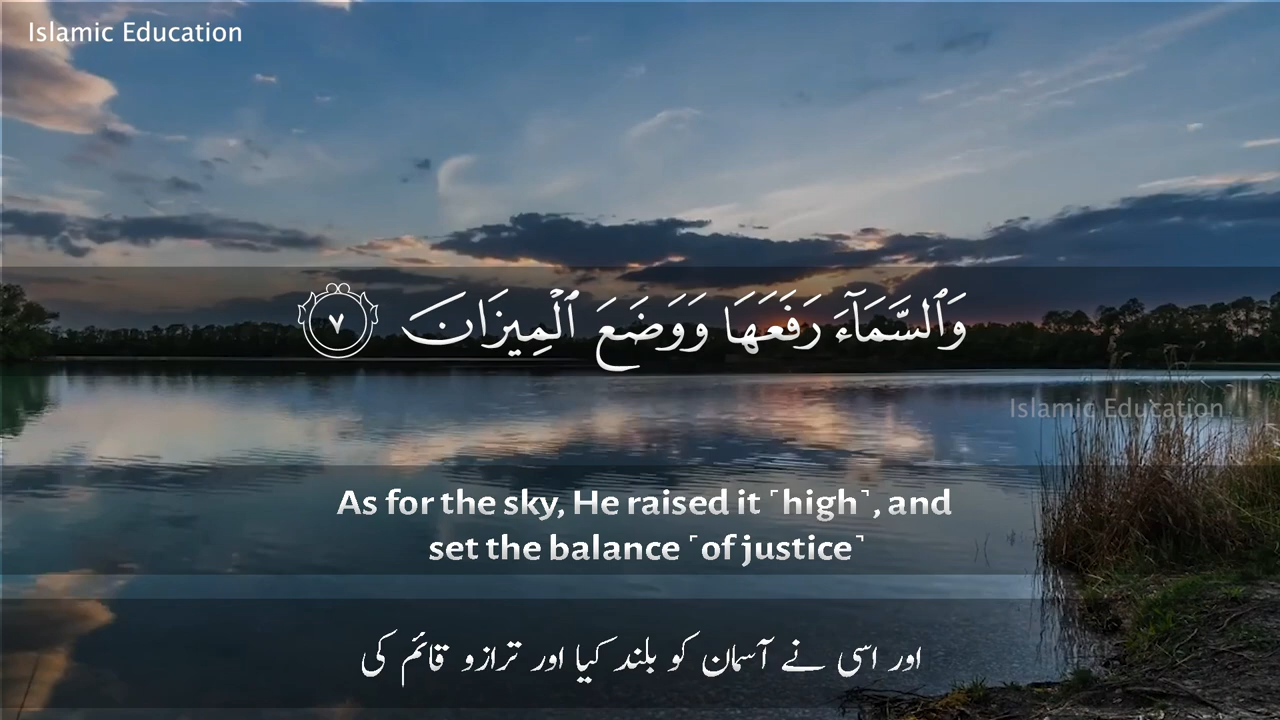 Islamic Education
وَٱلسَّمَآءَ رَفَعَهَا وَوَضَعَ ٱلْمِيزَانَ ٧
Islamic Education
As for the sky, He raised it ˹high˺, and
set the balance ˹of justice˺
اور اسی نے آسمان کو بلند کیا اور ترازو قائم کی